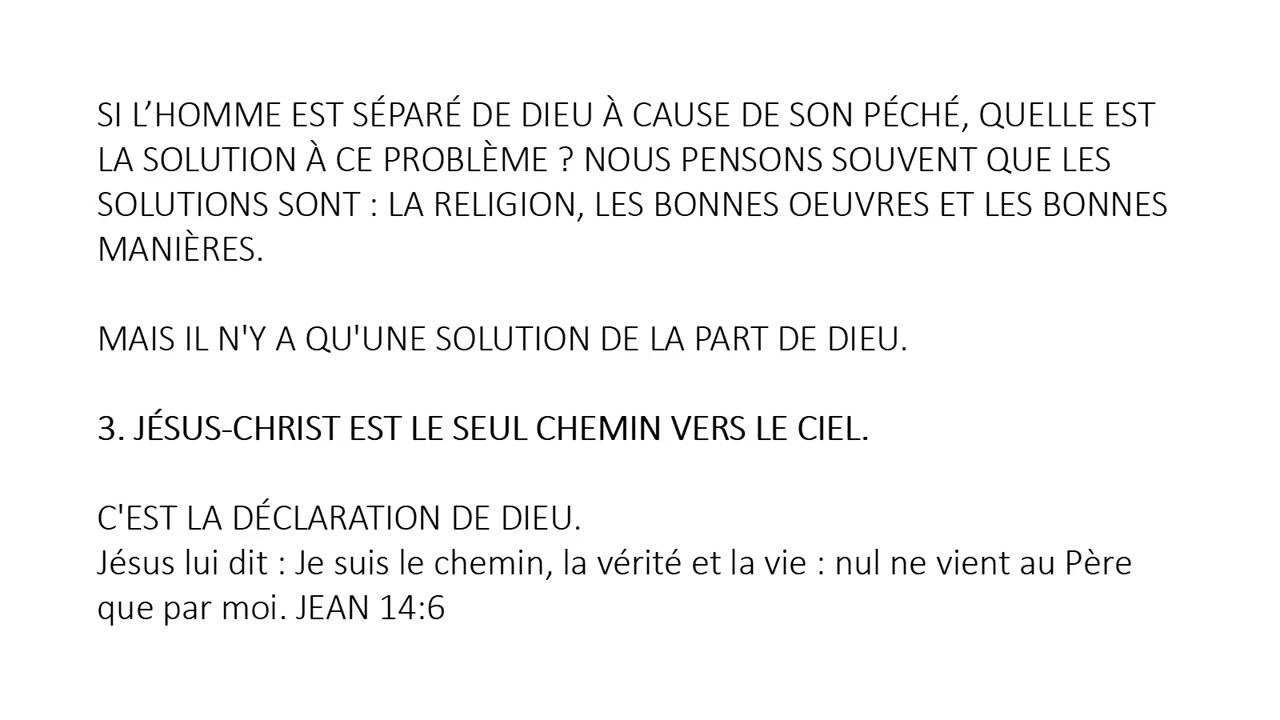 SI L’HOMME EST SÉPARÉ DE DIEU À CAUSE DE SON PÉCHÉ, QUELLE EST
LA SOLUTION À CE PROBLÈME ? NOUS PENSONS SOUVENT QUE LES
SOLUTIONS SONT : LA RELIGION, LES BONNES OEUVRES ET LES BONNES
MANIÈRES.
MAIS IL N'Y A QU'UNE SOLUTION DE LA PART DE DIEU.
3. JÉSUS-CHRIST EST LE SEUL CHEMIN VERS LE CIEL.
C'EST LA DÉCLARATION DE DIEU.
Jésus lui dit : Je suis le chemin, la vérité et la vie : nul ne vient au Père
que par moi. JEAN 14:6